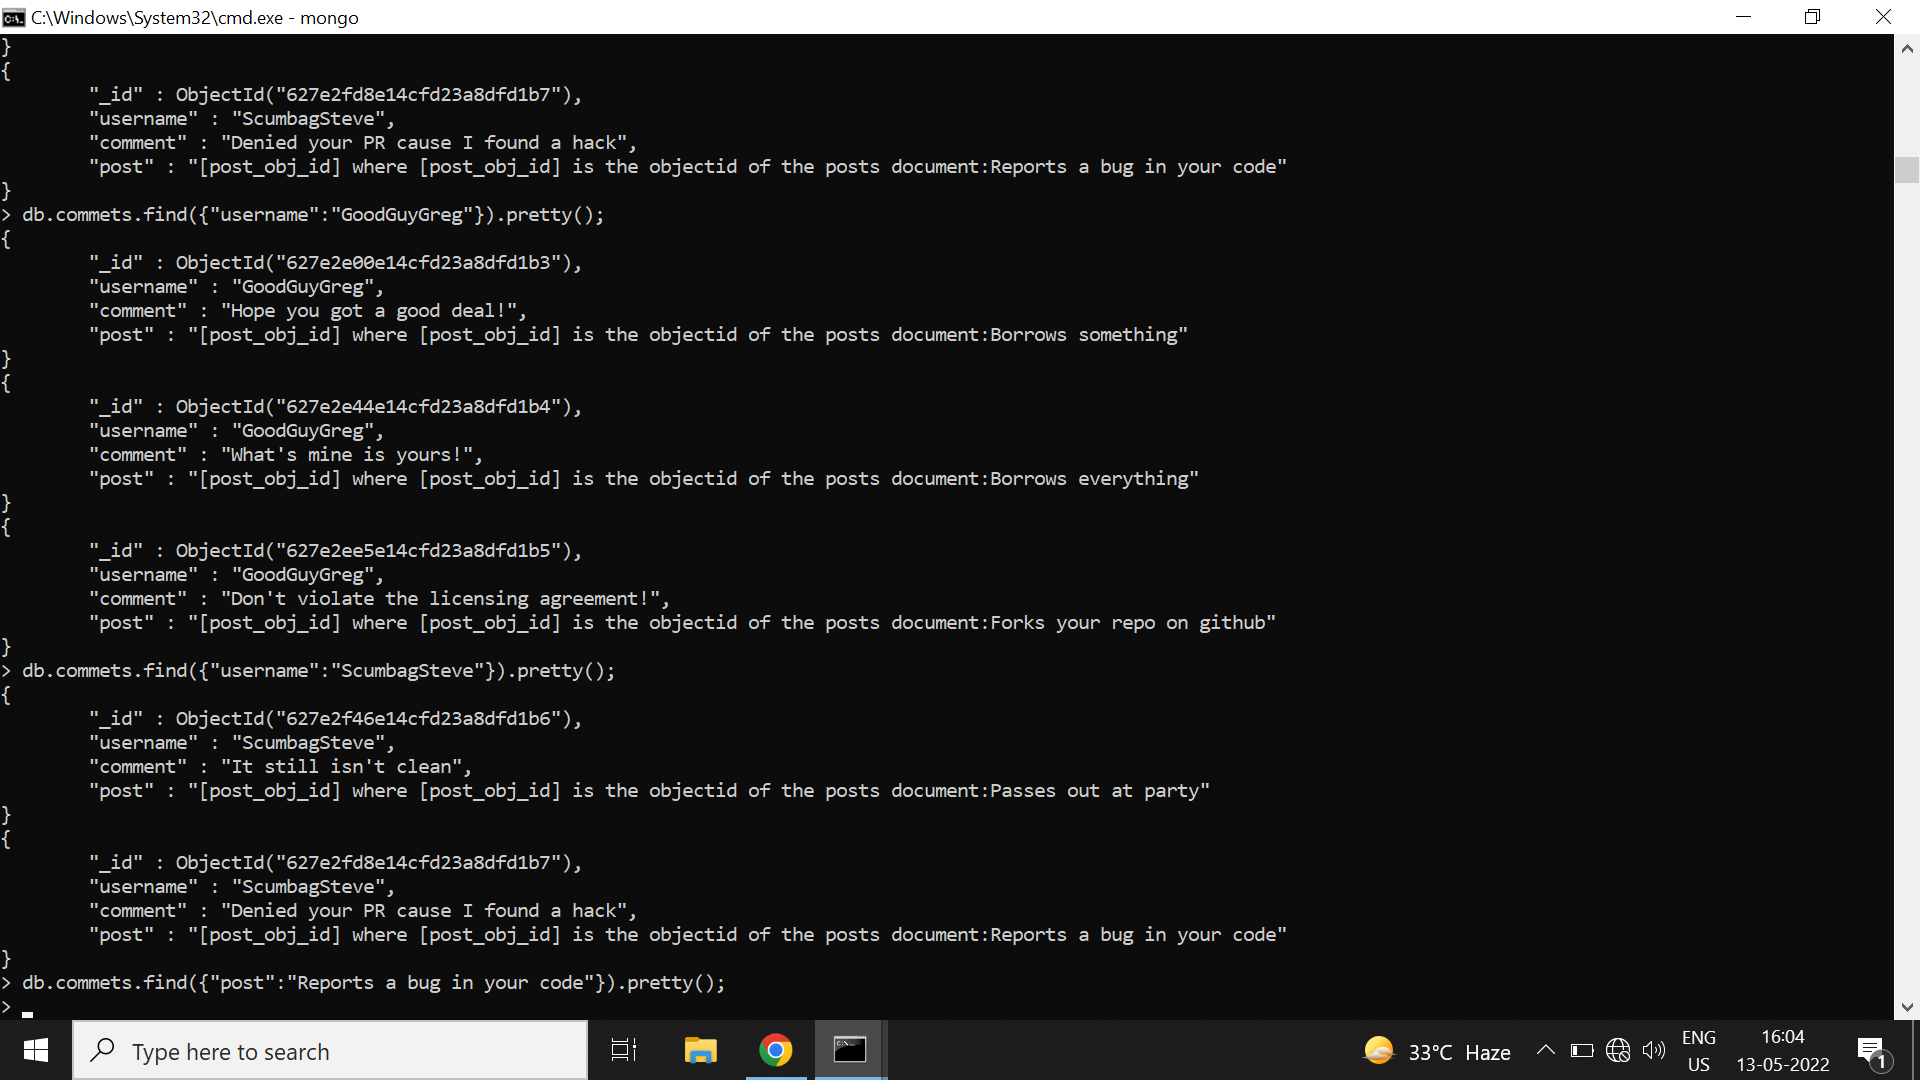 C:\Windows\System32\cmd.exe - mongo
}
{
"_id" : ObjectId("627e2fd8e14cfd23a8dfd1b7"),
"username" : "ScumbagSteve",
"comment" : "Denied your PR cause I found a hack",
"post" : "[post_obj_id] where [post_obj_id] is the objectid of the posts document:Reports a bug in your code"
}
> db.commets.find({"username":"GoodGuyGreg"}).pretty();
{
"_id" : ObjectId("627e2e00e14cfd23a8dfd1b3"),
"username" : "GoodGuyGreg",
"comment" : "Hope you got a good deal!",
"post" : "[post_obj_id] where [post_obj_id] is the objectid of the posts document:Borrows something"
}
{
"_id" : ObjectId("627e2e44e14cfd23a8dfd1b4"),
"username" : "GoodGuyGreg",
"comment" : "What's mine is yours!",
"post" : "[post_obj_id] where [post_obj_id] is the objectid of the posts document:Borrows everything"
}
{
"_id" : ObjectId("627e2ee5e14cfd23a8dfd1b5"),
"username" : "GoodGuyGreg",
"comment" : "Don't violate the licensing agreement!",
"post" : "[post_obj_id] where [post_obj_id] is the objectid of the posts document:Forks your repo on github"
}
> db.commets.find({"username":"ScumbagSteve"}).pretty();
{
"_id" : ObjectId("627e2f46e14cfd23a8dfd1b6"),
"username" : "ScumbagSteve",
"comment" : "It still isn't clean",
"post" : "[post_obj_id] where [post_obj_id] is the objectid of the posts document:Passes out at party"
}
{
"_id" : ObjectId("627e2fd8e14cfd23a8dfd1b7"),
"username" : "ScumbagSteve",
"comment" : "Denied your PR cause I found a hack",
"post" : "[post_obj_id] where [post_obj_id] is the objectid of the posts document:Reports a bug in your code"
}
> db.commets.find({"post":"Reports a bug in your code"}).pretty();
>
Type here to search
33°C Haze
ENG
US
16:04
13-05-2022
1